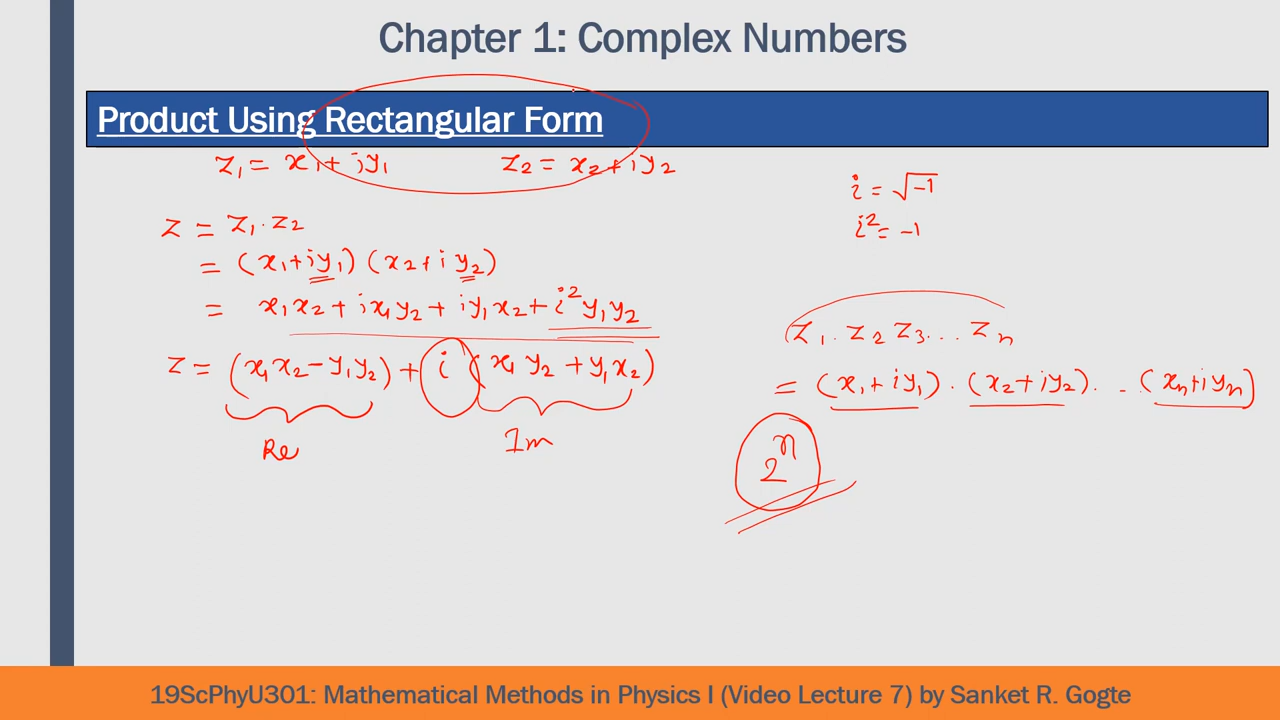 Chapter 1: Complex Numbers
Product Using Rectangular Form
z₁ = x₁ + iy₁ z₂ = x₂ + iy₂
z = z₁ . z₂
= (x₁ + iy₁) (x₂ + i y₂)
= x₁x₂ + ix₁y₂ + iy₁x₂ + i²y₁y₂
z = (x₁x₂ - y₁y₂) + i (x₁y₂ + y₁x₂)
Re Im
i = √-1
i² = -1
z₁ . z₂ z₃ ... zₙ
= (x₁ + iy₁) . (x₂ + iy₂) . . (xₙ + iyₙ)
2ⁿ
19ScPhyU301: Mathematical Methods in Physics I (Video Lecture 7) by Sanket R. Gogte